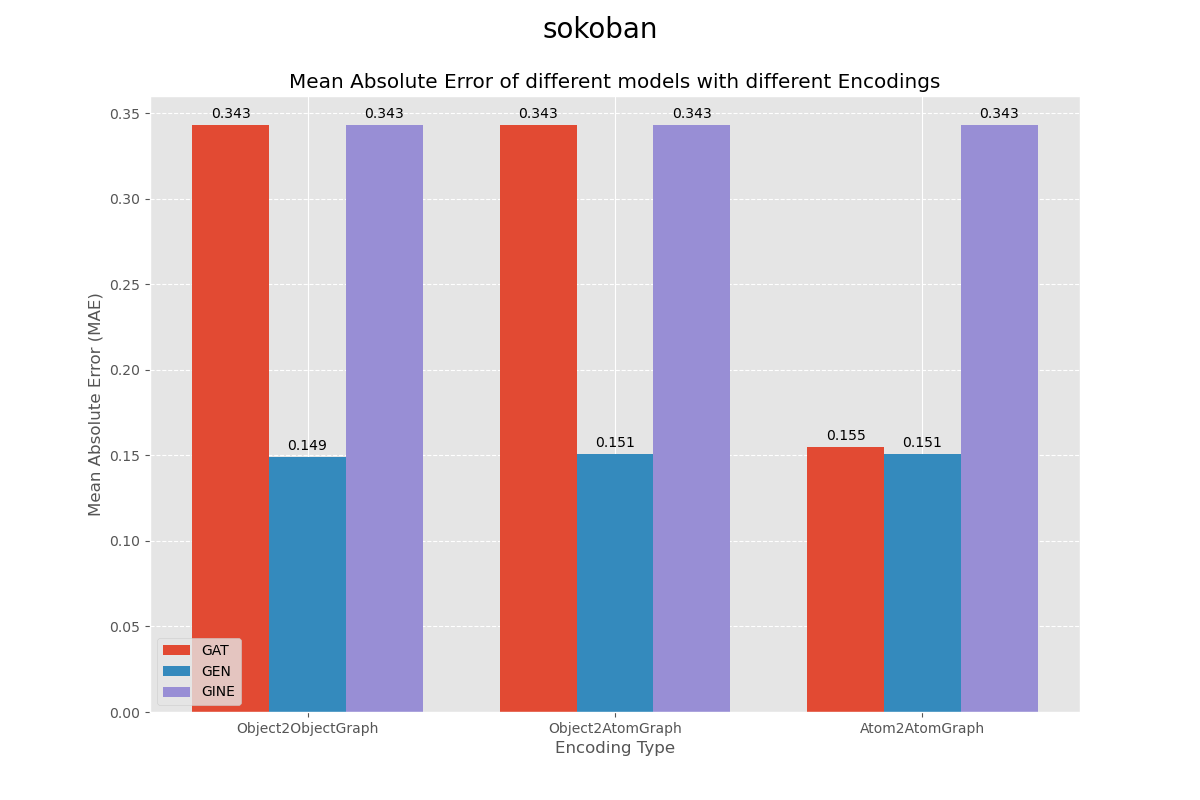 sokoban
Mean Absolute Error of different models with different Encodings
Mean Absolute Error (MAE)
0.35
0.30
0.25
0.20
0.15
0.10
0.05
0.00
0.343
0.149
0.343
0.343
0.151
0.343
0.155
0.151
0.343
GAT
GEN
GINE
Object2ObjectGraph
Object2AtomGraph
Atom2AtomGraph
Encoding Type